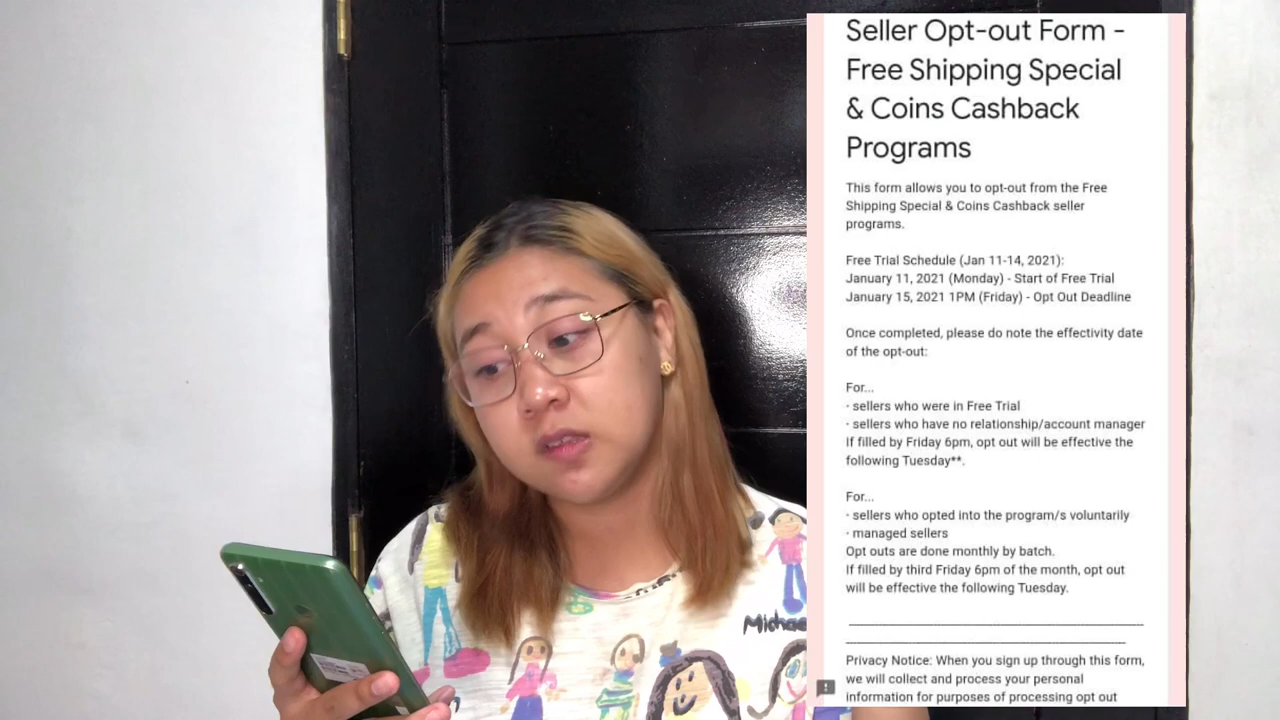 Seller Opt-out Form -
Free Shipping Special
& Coins Cashback
Programs
This form allows you to opt-out from the Free
Shipping Special & Coins Cashback seller
programs.
Free Trial Schedule (Jan 11-14, 2021):
January 11, 2021 (Monday) - Start of Free Trial
January 15, 2021 1PM (Friday) - Opt Out Deadline
Once completed, please do note the effectivity date
of the opt-out:
For...
· sellers who were in Free Trial
· sellers who have no relationship/account manager
If filled by Friday 6pm, opt out will be effective the
following Tuesday**.
For...
· sellers who opted into the program/s voluntarily
· managed sellers
Opt outs are done monthly by batch.
If filled by third Friday 6pm of the month, opt out
will be effective the following Tuesday.
Privacy Notice: When you sign up through this form,
we will collect and process your personal
information for purposes of processing opt out
Michae